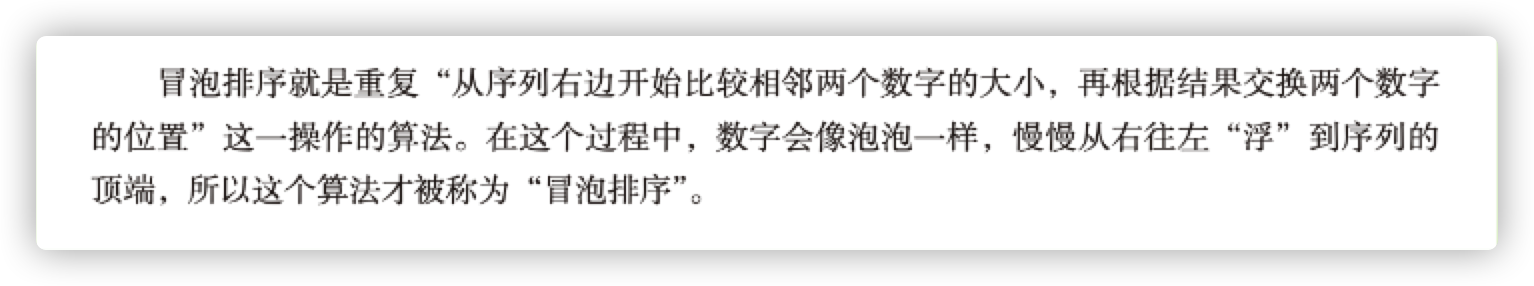 冒泡排序就是重复“从序列右边开始比较相邻两个数字的大小，再根据结果交换两个数字
的位置”这一操作的算法。在这个过程中，数字会像泡泡一样，慢慢从右往左“浮”到序列的
顶端，所以这个算法才被称为“冒泡排序”。